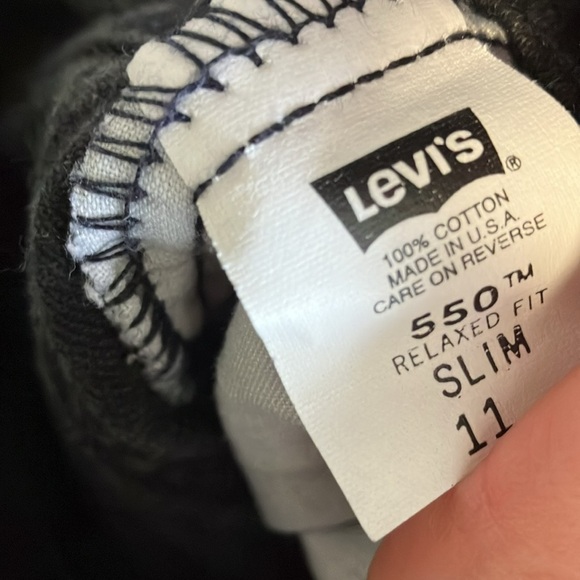 Levi's®
100% COTTON
MADE IN U.S.A.
CARE ON REVERSE
550™
RELAXED FIT
SLIM
11